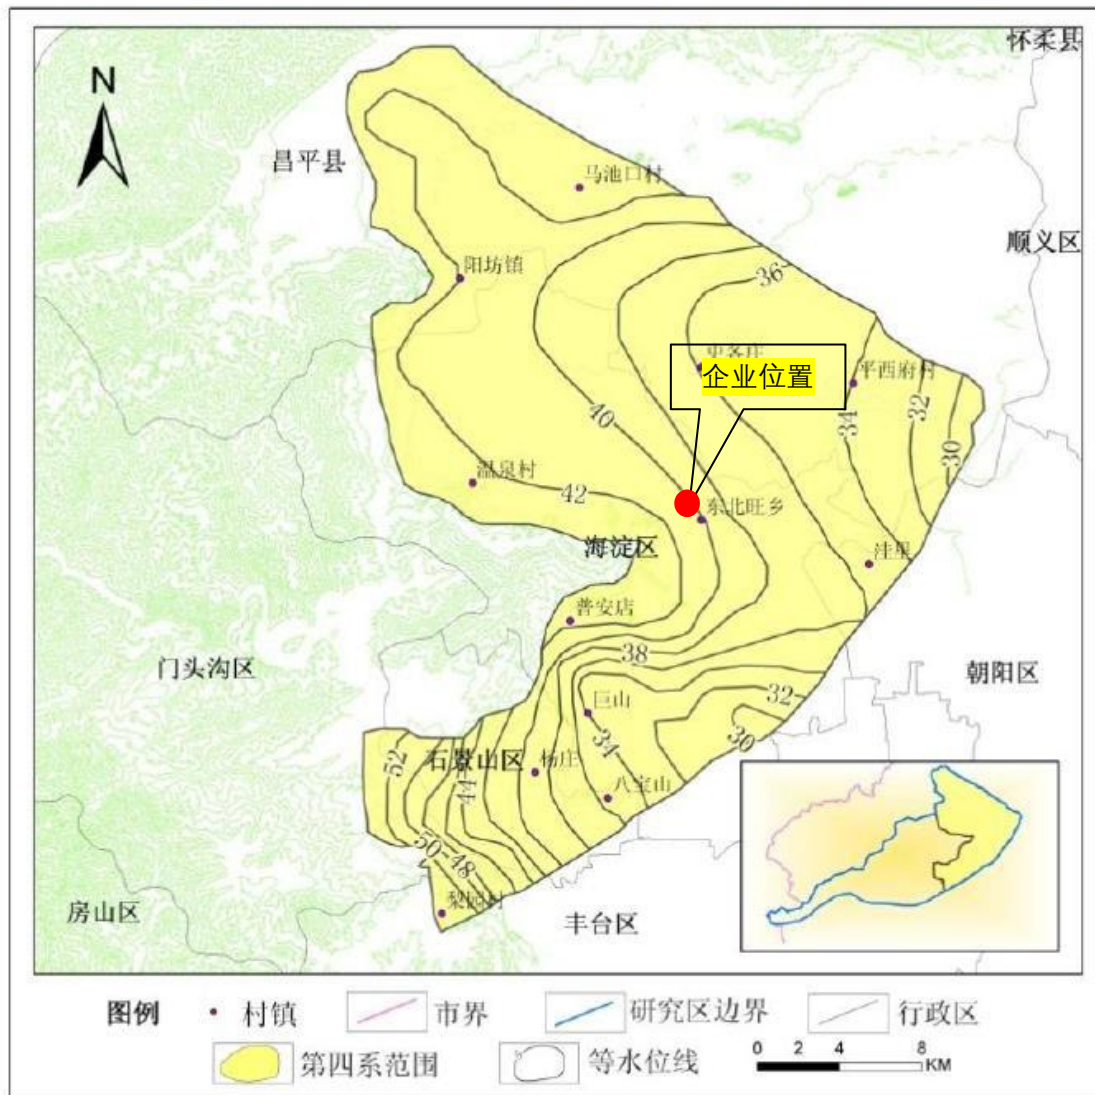 怀柔县
N
昌平县
马池口村
顺义区
阳坊镇
36
企业位置
平西府村
32
34
40
30
温泉村
42
东北旺乡
海淀区
洼里
普安店
38
门头沟区
朝阳区
32
巨山
30
34
52
石景山区
杨庄
44
八宝山
50
48
梨园村
房山区
丰台区
图例
村镇
市界
研究区边界
行政区
第四系范围
等水位线
0 2 4 8
KM